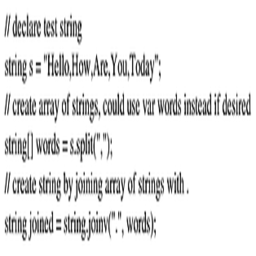 // declare test string
string s = "Hello,How,Are,You,Today";
// create array of strings, could use var words instead if desired
string[] words = s.split(",");
// create string by joining array of strings with .
string joined = string.joinv(".", words);